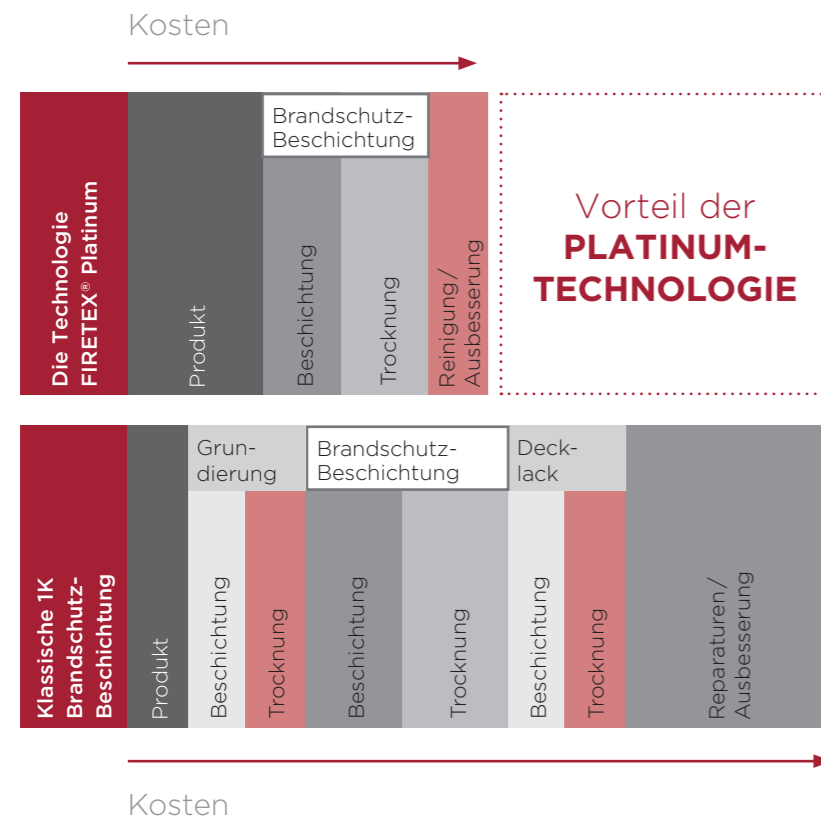 Kosten
Die Technologie
FIRETEX® Platinum
Produkt
Brandschutz-
Beschichtung
Beschichtung
Trocknung
Reinigung/
Ausbesserung
Vorteil der
PLATINUM-
TECHNOLOGIE
Klassische 1K
Brandschutz-
Beschichtung
Produkt
Grun-
dierung
Beschichtung
Trocknung
Brandschutz-
Beschichtung
Beschichtung
Trocknung
Deck-
lack
Beschichtung
Trocknung
Reparaturen/
Ausbesserung
Kosten